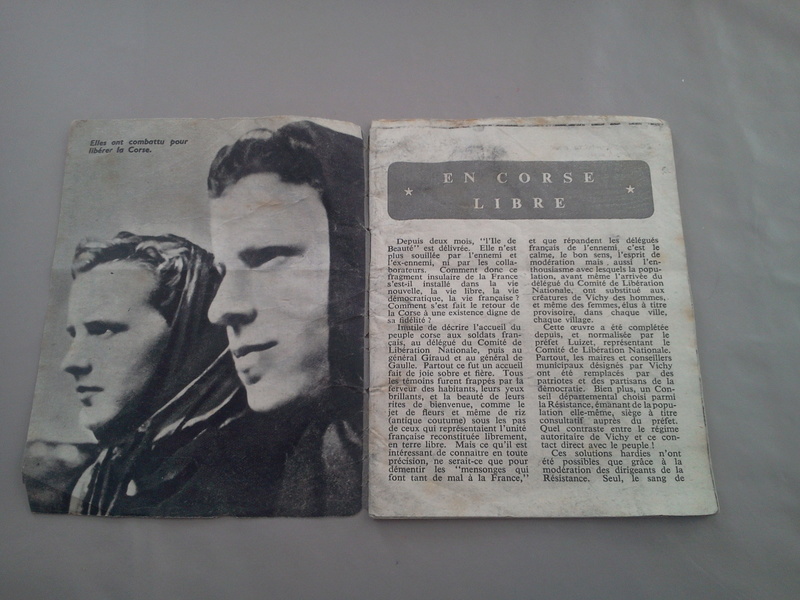 Elles ont combattu pour
libérer la Corse.
EN CORSE
LIBRE
Depuis deux mois, "l'Ile de
Beauté" est délivrée. Elle n'est
plus souillée par l'ennemi et
l'ex-ennemi, ni par les colla-
borateurs. Comment donc ce
fragment insulaire de la France
s'est-il installé dans la vie
nouvelle, la vie libre, la vie
démocratique, la vie française ?
Comment s'est fait le retour de
la Corse à une existence digne de
sa fidélité ?
Inutile de décrire l'accueil du
peuple corse aux soldats fran-
çais, au délégué du Comité de
Libération Nationale, puis au
général Giraud et au général de
Gaulle. Partout ce fut un accueil
fait de joie sobre et fière. Tous
les témoins furent frappés par la
ferveur des habitants, leurs yeux
brillants, et la beauté de leurs
rites de bienvenue, comme le
jet de fleurs et même de riz
(antique coutume) sous les pas
de ceux qui représentaient l'unité
française reconstituée librement,
en terre libre. Mais ce qu'il est
intéressant de connaître en toute
précision, ne serait-ce que pour
démentir les "mensonges qui
font tant de mal à la France,"
et que répandent les délégués
français de l'ennemi, c'est le
calme, le bon sens, l'esprit de
modération mais aussi l'en-
thousiasme avec lesquels la popu-
lation, avant même l'arrivée du
délégué du Comité de Libération
Nationale, ont substitué aux
créatures de Vichy des hommes,
et même des femmes, élus à titre
provisoire, dans chaque ville,
chaque village.
Cette œuvre a été complétée
depuis, et normalisée par le
préfet Luizet, représentant le
Comité de Libération Nationale.
Partout, les maires et conseillers
municipaux désignés par Vichy
ont été remplacés par des
patriotes et des partisans de la
démocratie. Bien plus, un Con-
seil départemental choisi parmi
la Résistance, émanant de la popu-
lation elle-même, siège à titre
consultatif auprès du préfet.
Quel contraste entre le régime
autoritaire de Vichy et ce con-
tact direct avec le peuple !
Ces solutions hardies n'ont
été possibles que grâce à la
modération des dirigeants de la
Résistance. Seul, le sang de